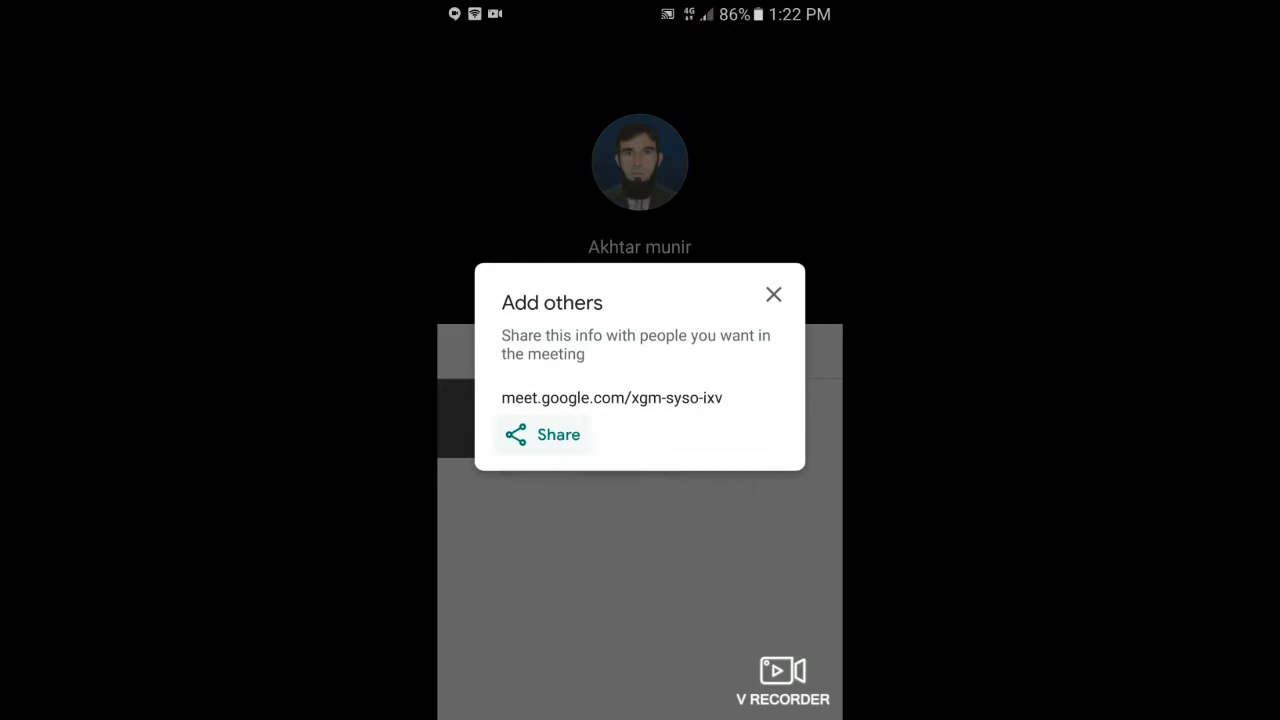 4G 86% 1:22 PM
Akhtar munir
Add others
Share this info with people you want in
the meeting
meet.google.com/xgm-syso-ixv
Share
V RECORDER